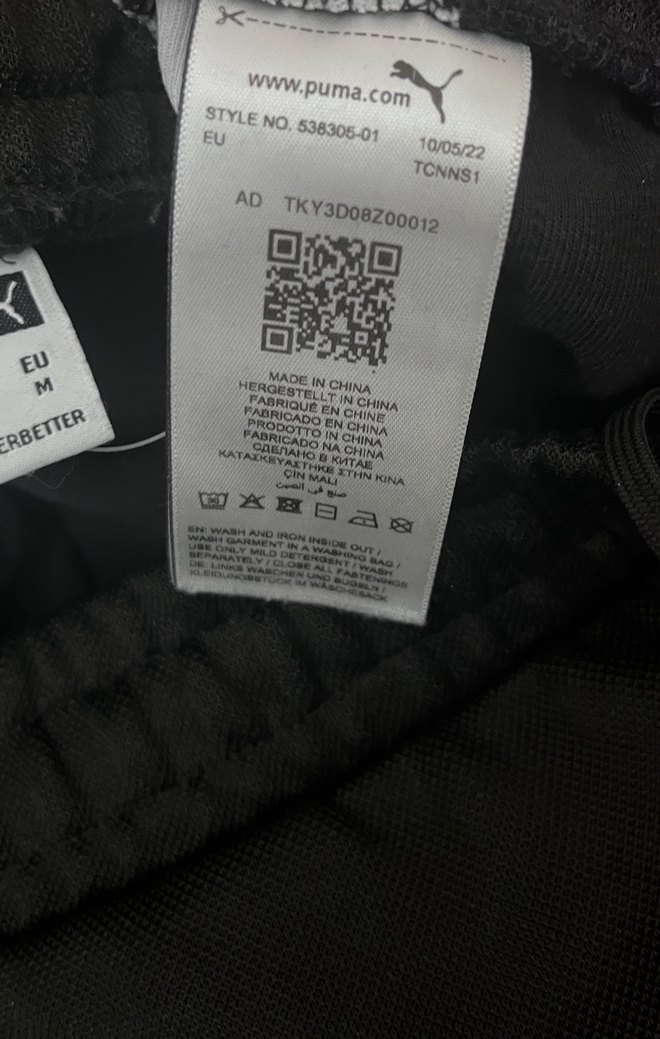 www.puma.com
STYLE NO. 538305-01 10/05/22
EU TCNNS1
AD TKY3D08Z00012
MADE IN CHINA
HERGESTELLT IN CHINA
FABRIQUÉ EN CHINE
FABRICADO EN CHINA
PRODOTTO IN CHINA
FABRICADO NA CHINA
СДЕЛАНО В КИТАЕ
ΚΑΤΑΣΚΕΥΑΣΤΗΚΕ ΣΤΗΝ ΚΙΝΑ
ÇİN MALI
صنع في الصين
EN: WASH AND IRON INSIDE OUT /
WASH GARMENT IN A WASHING BAG /
USE ONLY MILD DETERGENT / WASH
SEPARATELY / CLOSE ALL FASTENINGS
DE: LINKS WASCHEN UND BÜGELN /
KLEIDUNGSSTÜCK IM WÄSCHESACK
EU
M
ERBETTER